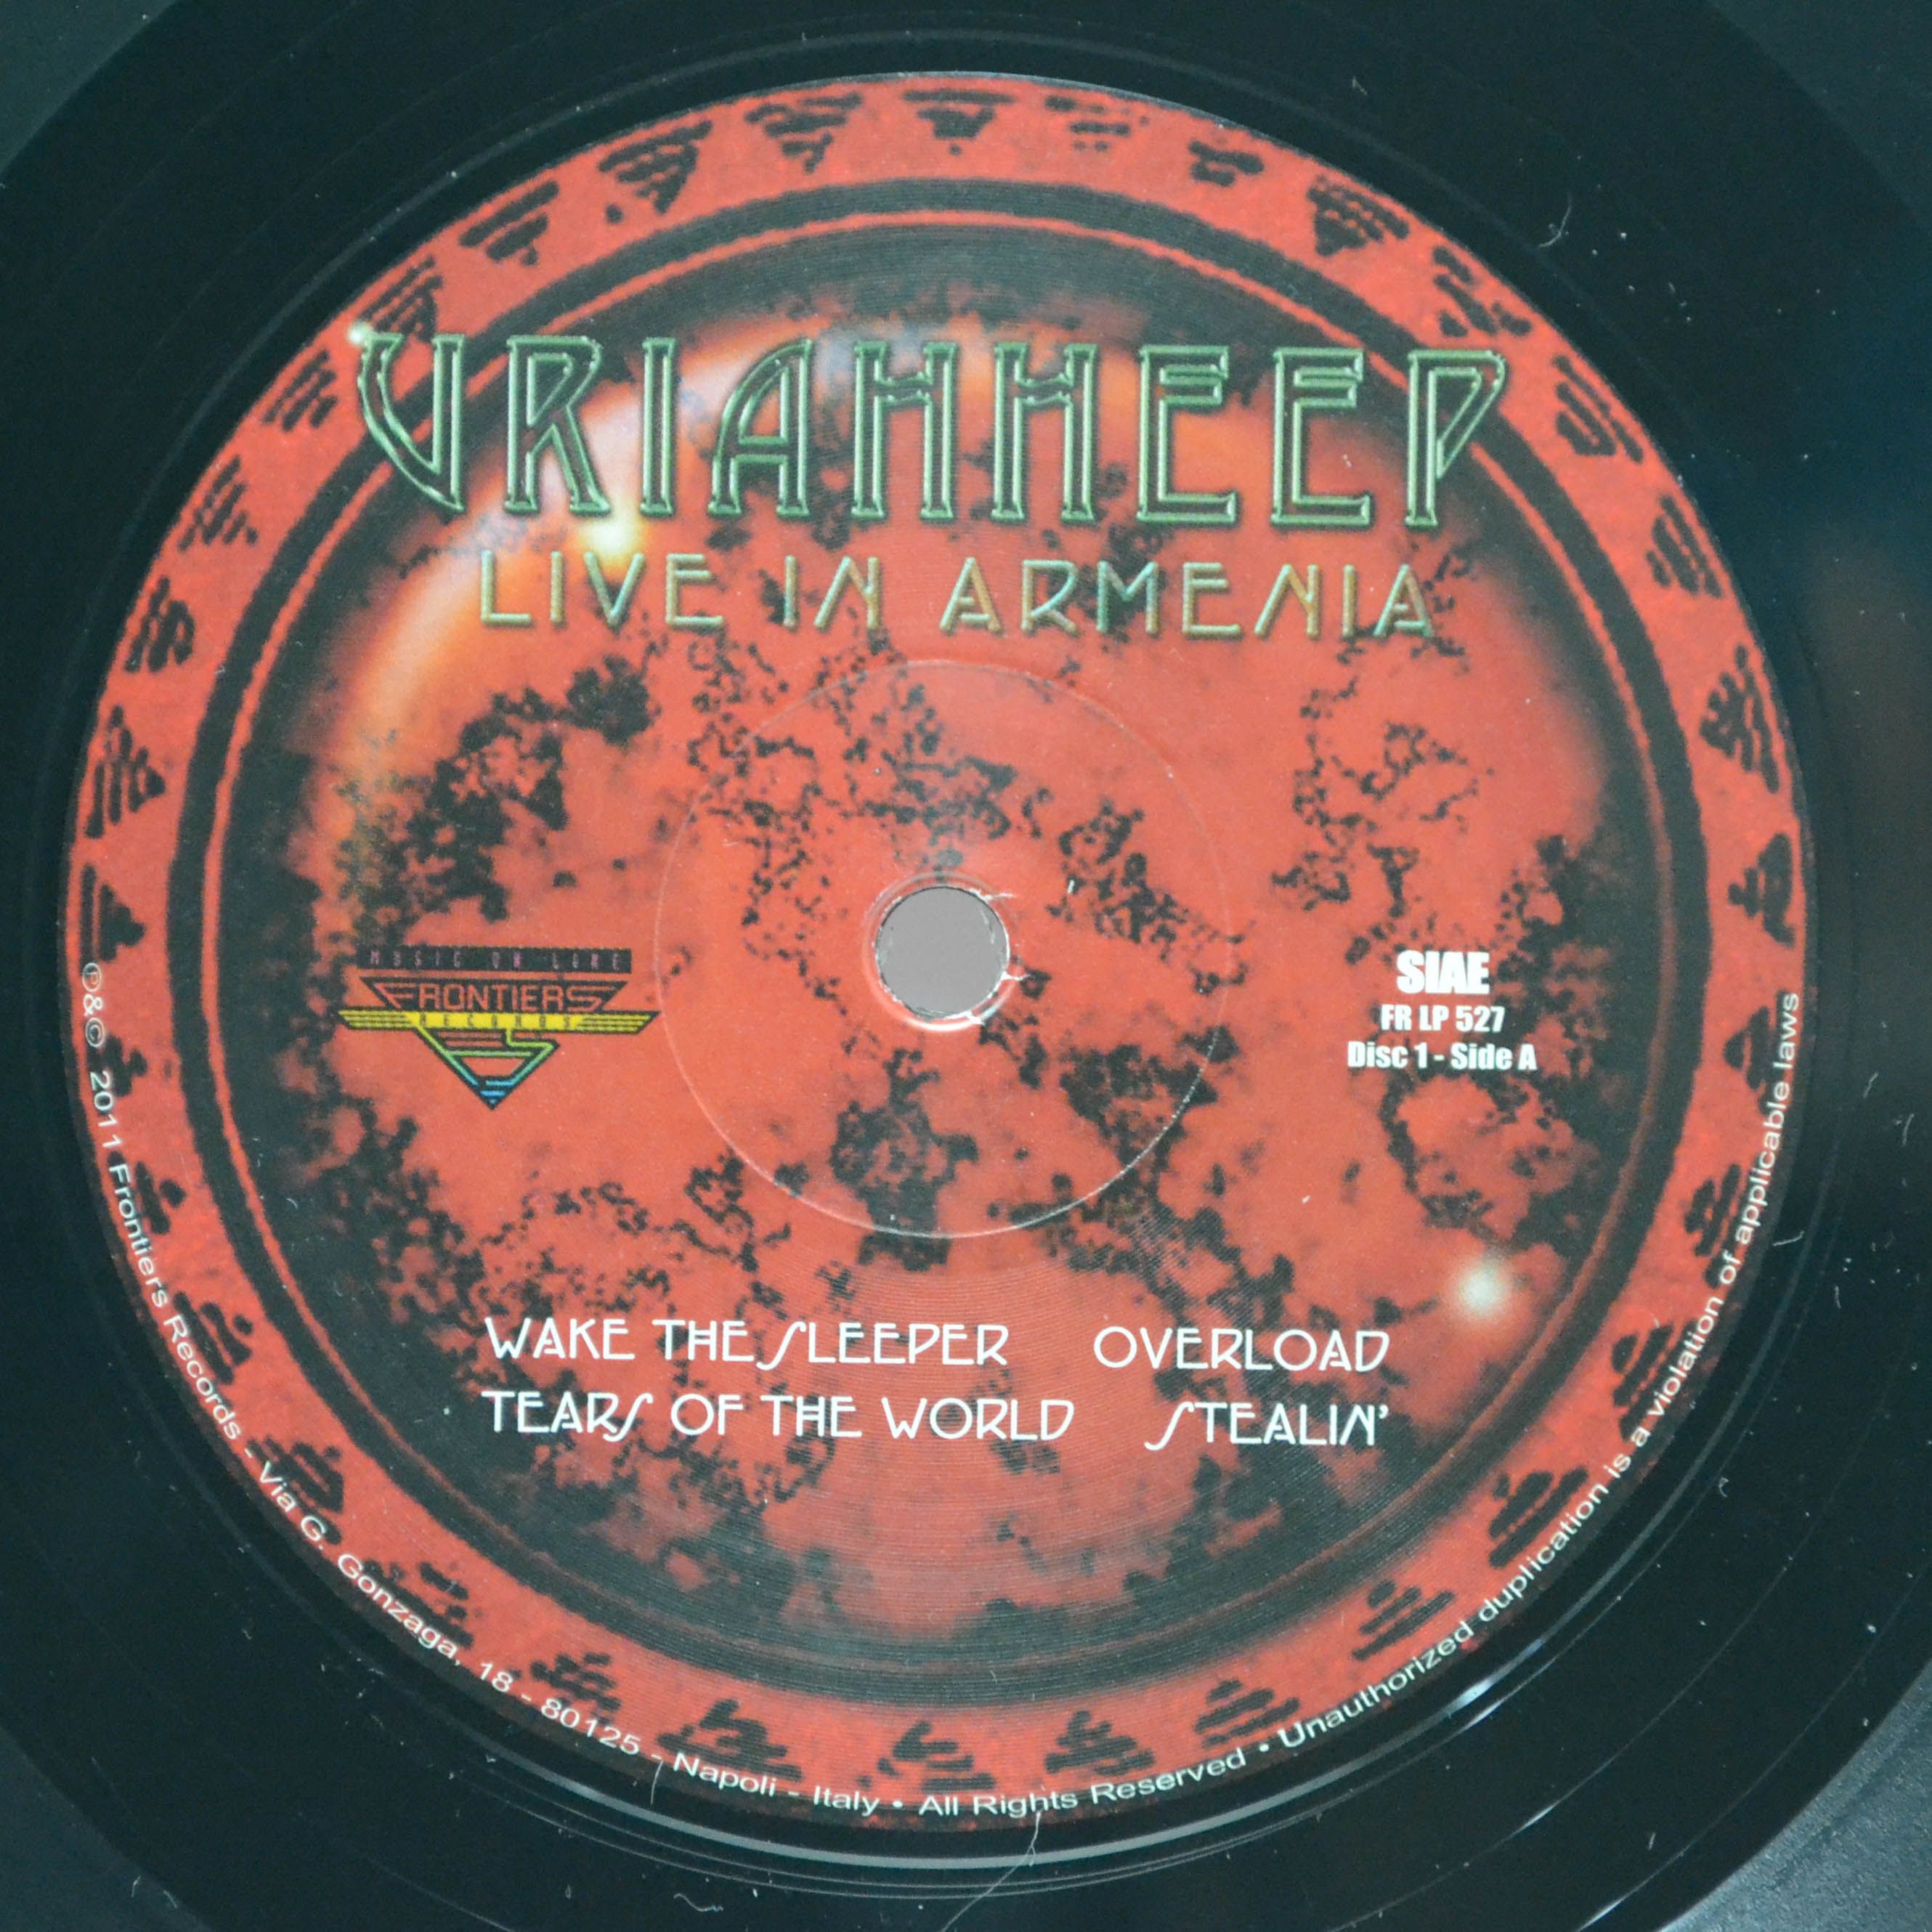 URIAH HEEP
LIVE IN ARMENIA
MUSIC ON LINE
FRONTIERS
RECORDS
SIAE
FR LP 527
Disc 1 - Side A
WAKE THE SLEEPER OVERLOAD
TEARS OF THE WORLD STEALIN'
℗&© 2011 Frontiers Records - Via G. Gonzaga, 18 - 80125 - Napoli - Italy • All Rights Reserved • Unauthorized duplication is a violation of applicable laws